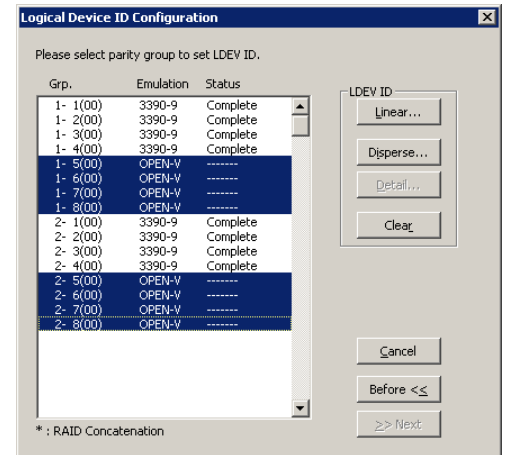 Logical Device ID Configuration
Please select parity group to set LDEV ID.
Grp. Emulation Status
1- 1(00) 3390-9 Complete
1- 2(00) 3390-9 Complete
1- 3(00) 3390-9 Complete
1- 4(00) 3390-9 Complete
1- 5(00) OPEN-V -------
1- 6(00) OPEN-V -------
1- 7(00) OPEN-V -------
1- 8(00) OPEN-V -------
2- 1(00) 3390-9 Complete
2- 2(00) 3390-9 Complete
2- 3(00) 3390-9 Complete
2- 4(00) 3390-9 Complete
2- 5(00) OPEN-V -------
2- 6(00) OPEN-V -------
2- 7(00) OPEN-V -------
2- 8(00) OPEN-V -------
* : RAID Concatenation
LDEV ID
Linear...
Disperse...
Detail...
Clear
Cancel
Before <<
>> Next